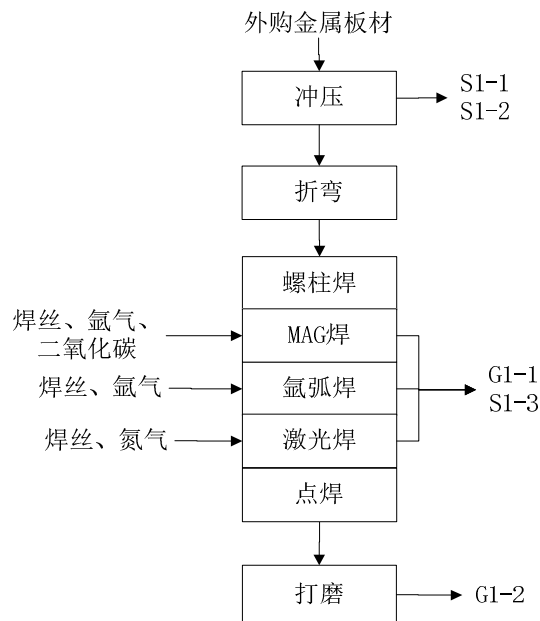 外购金属板材
冲压
S1-1
S1-2
折弯
螺柱焊
焊丝、氩气、
二氧化碳
MAG焊
焊丝、氩气
氩弧焊
G1-1
S1-3
焊丝、氮气
激光焊
点焊
打磨
G1-2